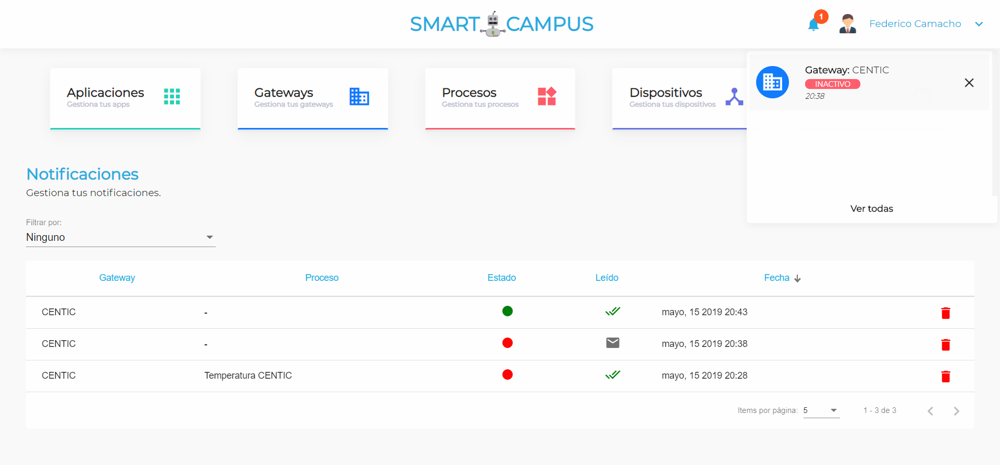 SMART CAMPUS
1
Federico Camacho
Aplicaciones
Gestiona tus apps
Gateways
Gestiona tus gateways
Procesos
Gestiona tus procesos
Dispositivos
Gestiona tus dispositivos
Gateway: CENTIC
INACTIVO
20:38
Ver todas
Notificaciones
Gestiona tus notificaciones.
Filtrar por:
Ninguno
Gateway Proceso Estado Leído Fecha
CENTIC - mayo, 15 2019 20:43
CENTIC - mayo, 15 2019 20:38
CENTIC Temperatura CENTIC mayo, 15 2019 20:28
Items por página: 5 1 - 3 de 3